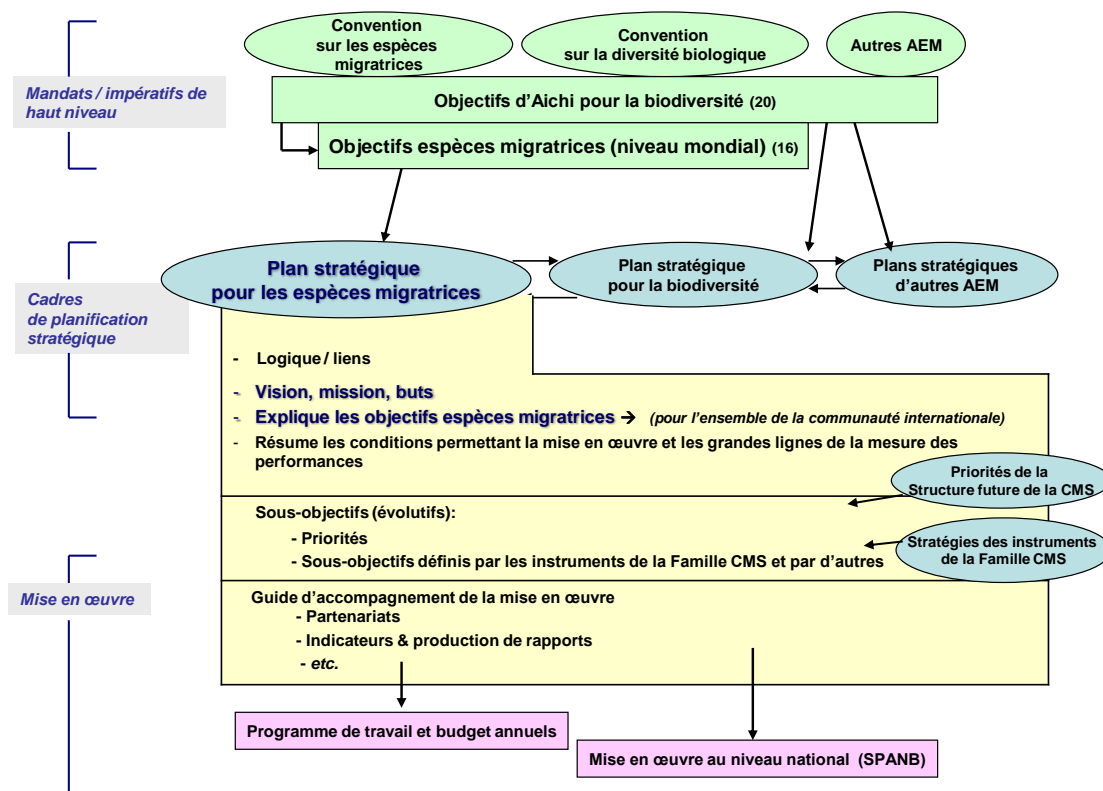 Convention
sur les espèces
migratrices
Convention
sur la diversité biologique
Autres AEM
Mandats / impératifs de
haut niveau
Objectifs d'Aichi pour la biodiversité (20)
Objectifs espèces migratrices (niveau mondial) (16)
Cadres
de planification
stratégique
Plan stratégique
pour les espèces migratrices
Plan stratégique
pour la biodiversité
Plans stratégiques
d'autres AEM
- Logique / liens
- Vision, mission, buts
- Explique les objectifs espèces migratrices → (pour l'ensemble de la communauté internationale)
- Résume les conditions permettant la mise en œuvre et les grandes lignes de la mesure des
performances
Priorités de la
Structure future de la CMS
Sous-objectifs (évolutifs):
- Priorités
- Sous-objectifs définis par les instruments de la Famille CMS et par d'autres
Stratégies des instruments
de la Famille CMS
Mise en œuvre
Guide d'accompagnement de la mise en œuvre
- Partenariats
- Indicateurs & production de rapports
- etc.
Programme de travail et budget annuels
Mise en œuvre au niveau national (SPANB)